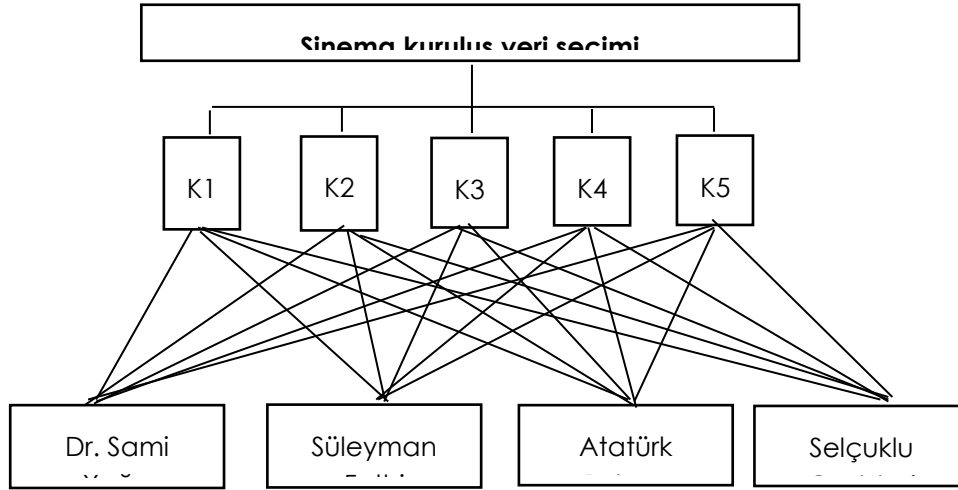 Sinema kuruluş yeri seçimi
K1 K2 K3 K4 K5
Dr. Sami Süleyman Atatürk Selçuklu